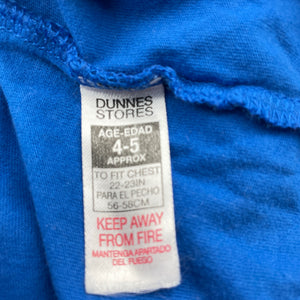 DUNNES
STORES
AGE-EDAD
4-5
APPROX
TO FIT CHEST
22-23IN
PARA EL PECHO
56-58CM
KEEP AWAY
FROM FIRE
MANTENGA APARTADO
DEL FUEGO